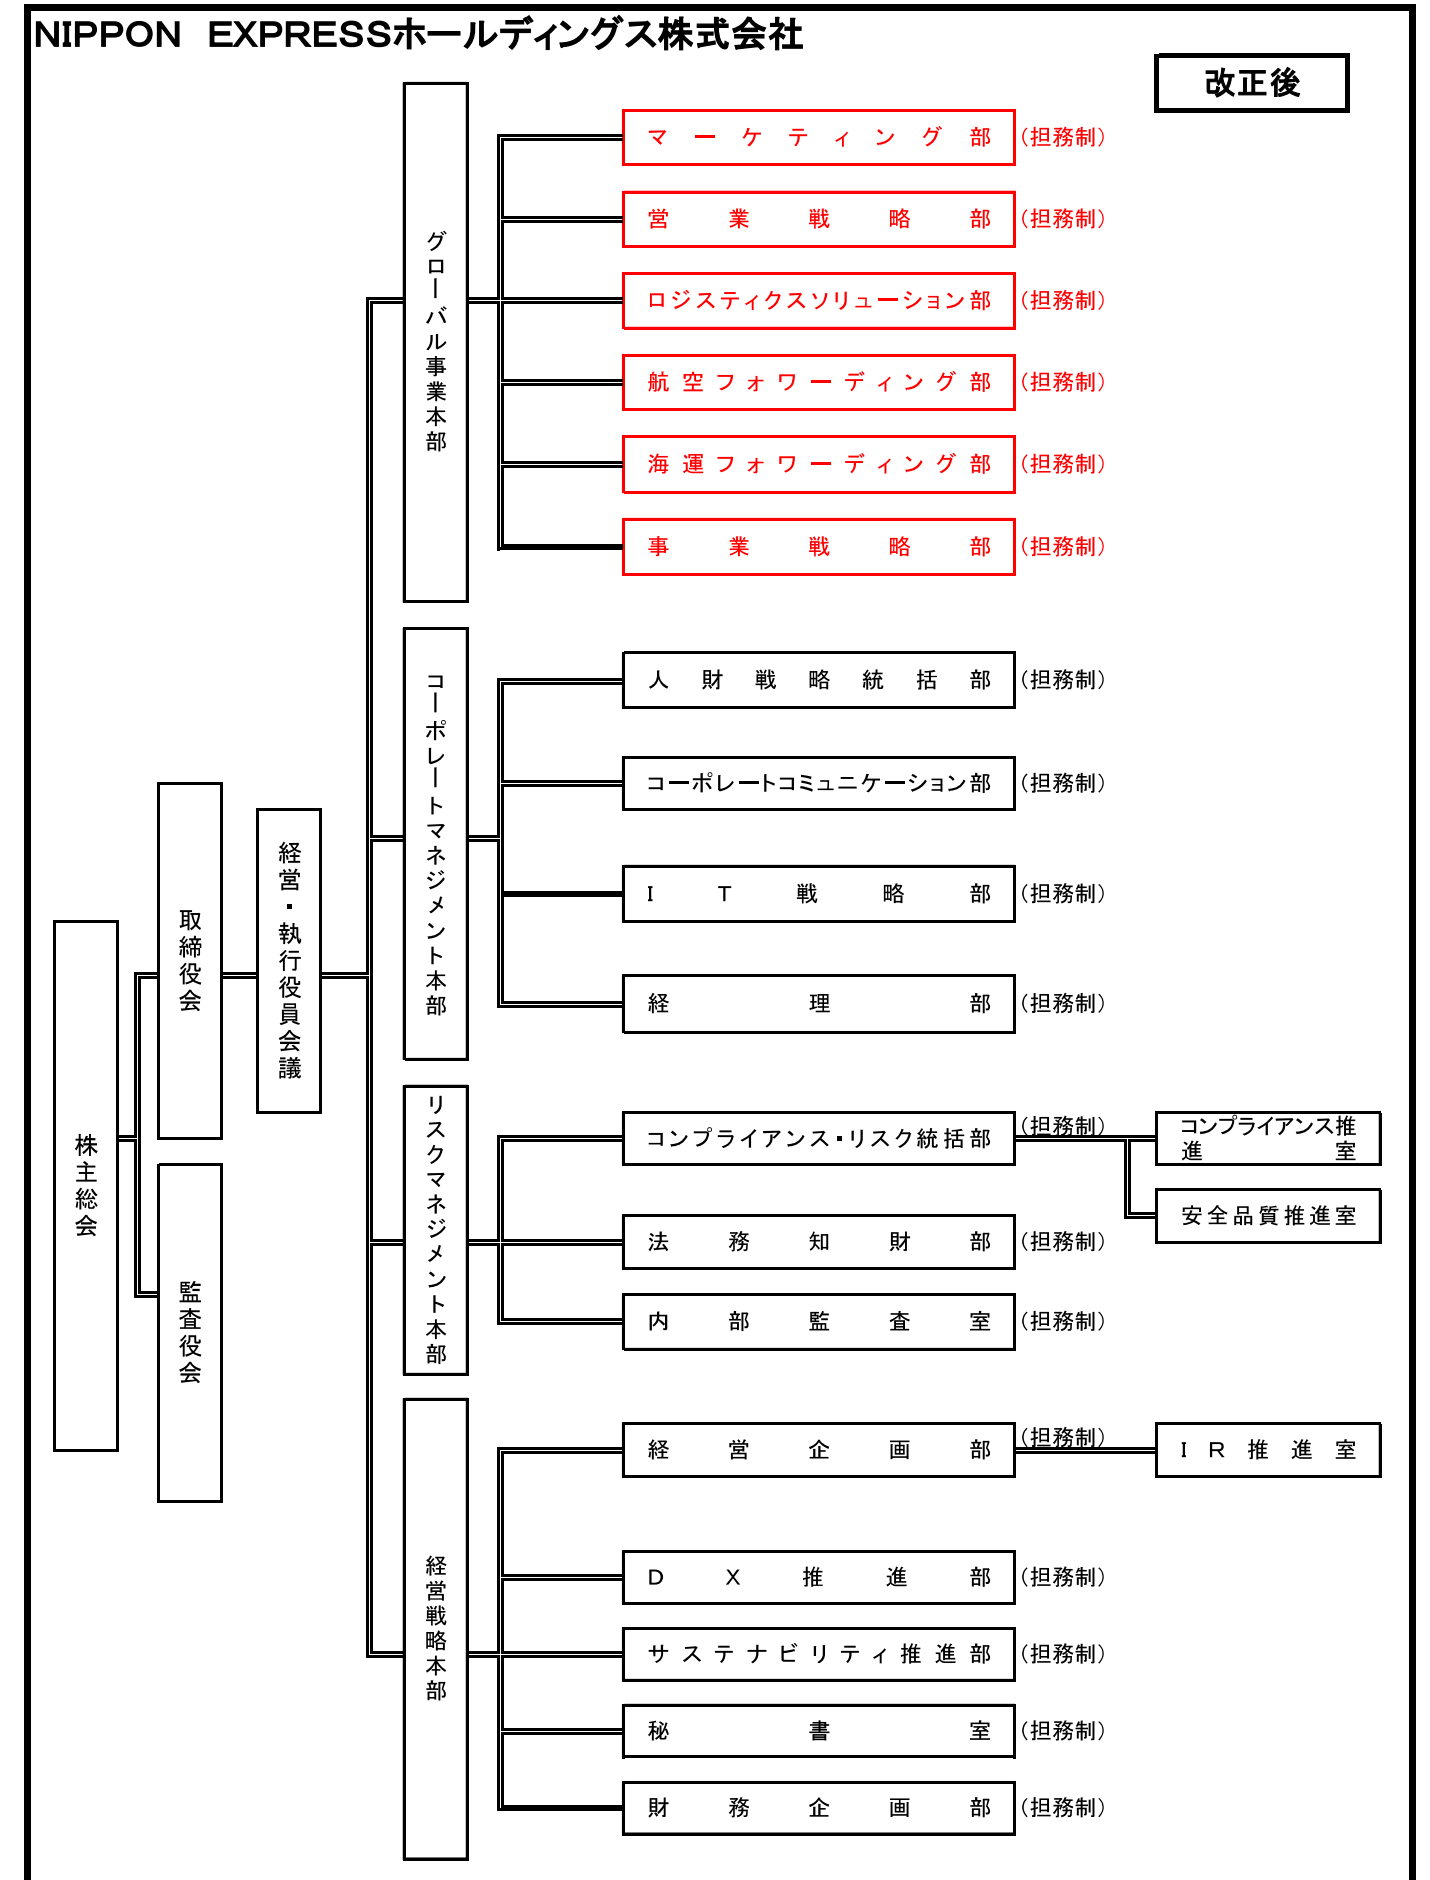 NIPPON EXPRESSホールディングス株式会社
改正後
株主総会
取締役会
監査役会
経営・執行役員会議
グローバル事業本部
マーケティング部(担務制)
営業戦略部(担務制)
ロジスティクスソリューション部(担務制)
航空フォワーディング部(担務制)
海運フォワーディング部(担務制)
事業戦略部(担務制)
コーポレートマネジメント本部
人財戦略統括部(担務制)
コーポレートコミュニケーション部(担務制)
IT戦略部(担務制)
経理部(担務制)
リスクマネジメント本部
コンプライアンス・リスク統括部(担務制)
コンプライアンス推
進室
安全品質推進室
法務知財部(担務制)
内部監査室(担務制)
経営戦略本部
経営企画部(担務制)
IR推進室
DX推進部(担務制)
サステナビリティ推進部(担務制)
秘書室(担務制)
財務企画部(担務制)